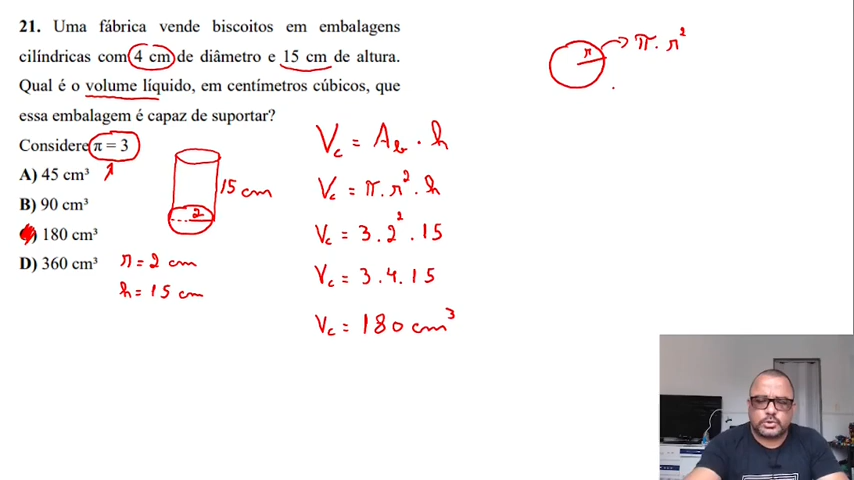 21. Uma fábrica vende biscoitos em embalagens
cilíndricas com 4 cm de diâmetro e 15 cm de altura.
Qual é o volume líquido, em centímetros cúbicos, que
essa embalagem é capaz de suportar?
Considere π = 3
A) 45 cm³
B) 90 cm³
) 180 cm³
D) 360 cm³
2
15 cm
r = 2 cm
h = 15 cm
Vc = Ab . h
Vc = π . r² . h
Vc = 3 . 2² . 15
Vc = 3 . 4 . 15
Vc = 180 cm³
r
π . r²